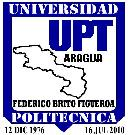 UNIVERSIDAD
UPT
ARAGUA
FEDERICO BRITO FIGUEROA
POLITECNICA
12 DIC 1976 16 JUL 2010